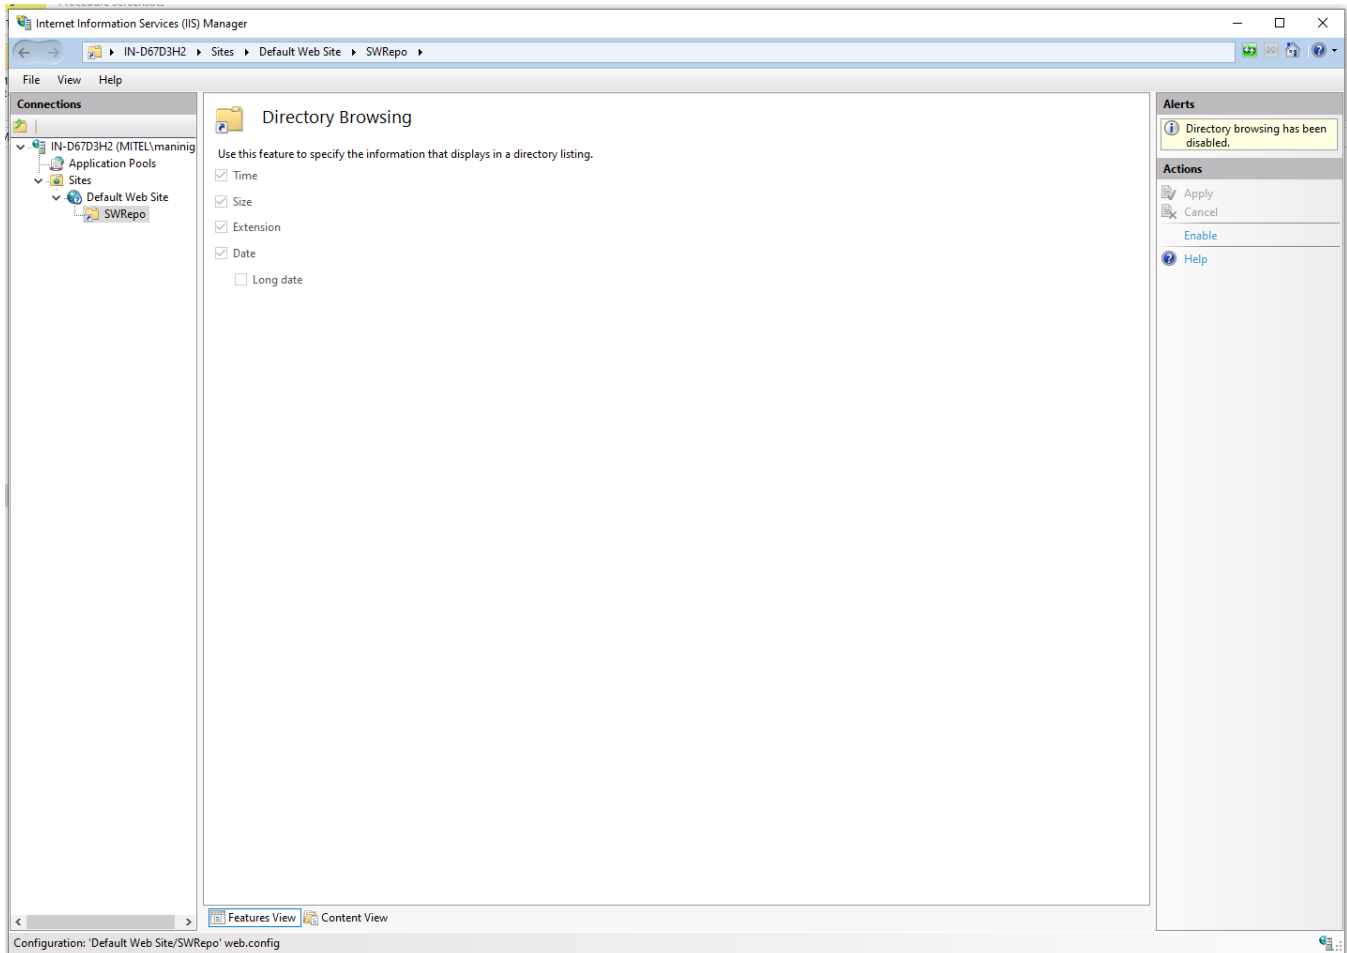 Procedure Screenshots
Internet Information Services (IIS) Manager
IN-D67D3H2 Sites Default Web Site SWRepo
File View Help
Connections
IN-D67D3H2 (MITEL\maninig
Application Pools
Sites
Default Web Site
SWRepo
Directory Browsing
Use this feature to specify the information that displays in a directory listing.
Time
Size
Extension
Date
Long date
Features View Content View
Alerts
Directory browsing has been
disabled.
Actions
Apply
Cancel
Enable
Help
Configuration: 'Default Web Site/SWRepo' web.config